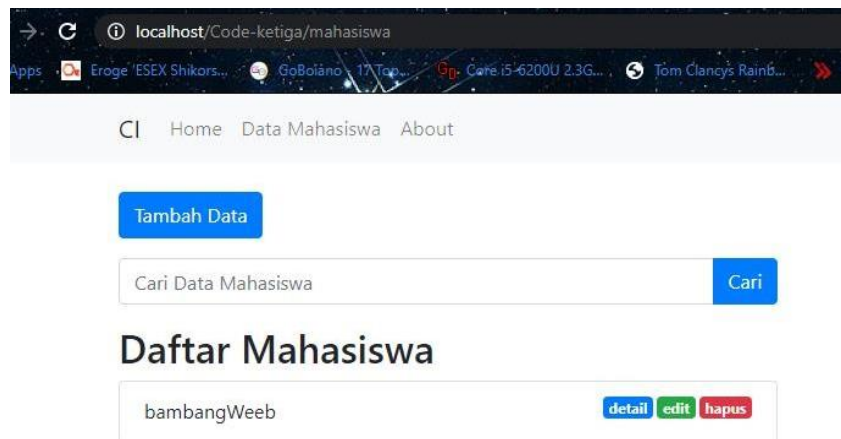 localhost/Code-ketiga/mahasiswa
Apps Eroge 'ESEX Shikors... GoBoiano - 17 Top... Core i5-6200U 2.3G... Tom Clancy's Rainb...
CI Home Data Mahasiswa About
Tambah Data
Cari Data Mahasiswa Cari
Daftar Mahasiswa
bambangWeeb detail edit hapus